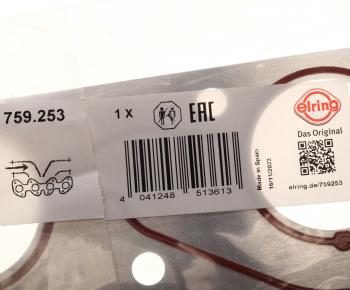 759.253
1 x
EAC
elring
Das Original
Made in Spain
16/11/2023
4 041248 513613
elring.de/759253